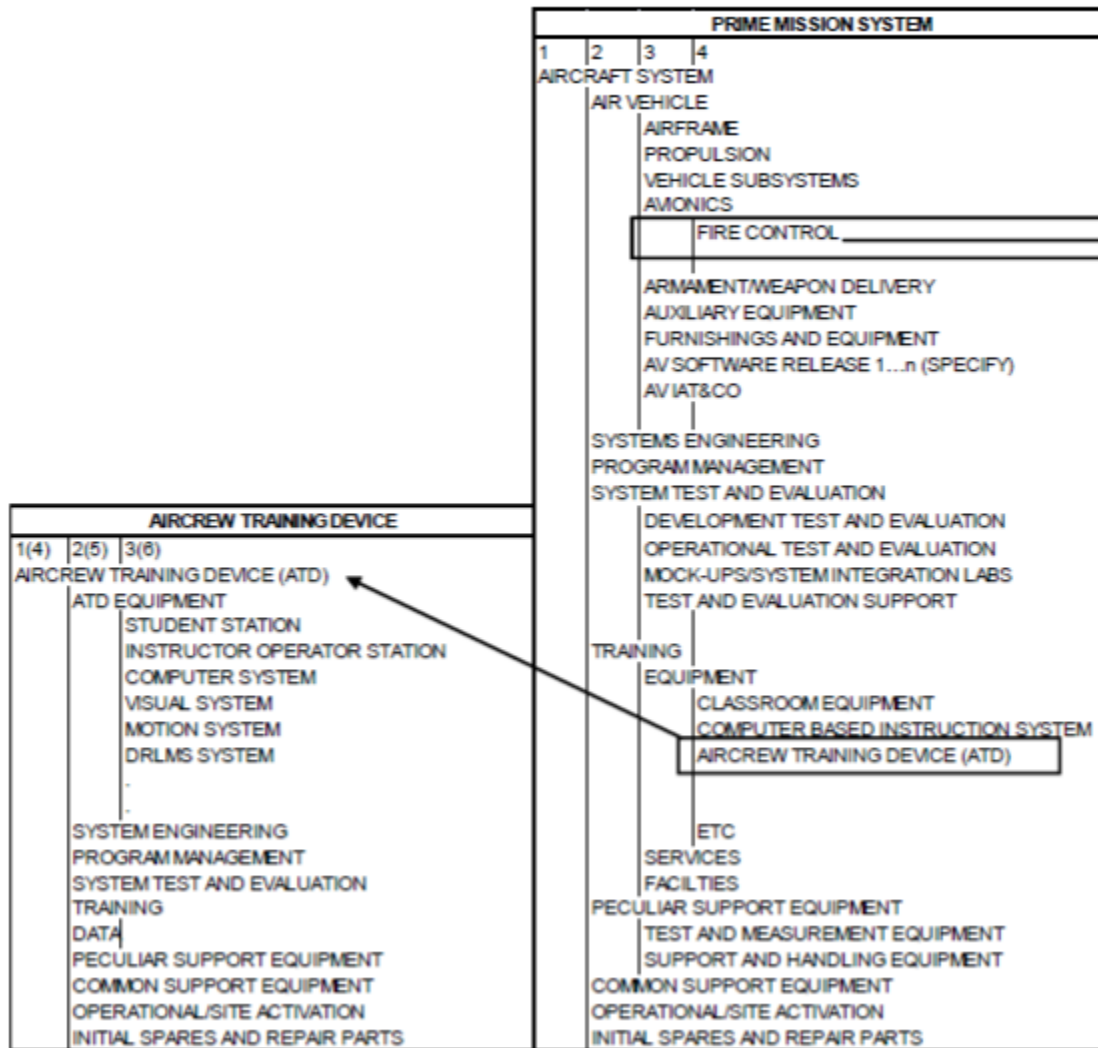 PRIME MISSION SYSTEM
1 2 3 4
AIRCRAFT SYSTEM
AIR VEHICLE
AIRFRAME
PROPULSION
VEHICLE SUBSYSTEMS
AVIONICS
FIRE CONTROL
ARMAMENT/WEAPON DELIVERY
AUXILIARY EQUIPMENT
FURNISHINGS AND EQUIPMENT
AV SOFTWARE RELEASE 1...n (SPECIFY)
AV IAT&CO
SYSTEMS ENGINEERING
PROGRAM MANAGEMENT
SYSTEM TEST AND EVALUATION
DEVELOPMENT TEST AND EVALUATION
OPERATIONAL TEST AND EVALUATION
MOCK-UPS/SYSTEM INTEGRATION LABS
TEST AND EVALUATION SUPPORT
TRAINING
EQUIPMENT
CLASSROOM EQUIPMENT
COMPUTER BASED INSTRUCTION SYSTEM
AIRCREW TRAINING DEVICE (ATD)
ETC
SERVICES
FACILTIES
PECULIAR SUPPORT EQUIPMENT
TEST AND MEASUREMENT EQUIPMENT
SUPPORT AND HANDLING EQUIPMENT
COMMON SUPPORT EQUIPMENT
OPERATIONAL/SITE ACTIVATION
INITIAL SPARES AND REPAIR PARTS
AIRCREW TRAINING DEVICE
1(4) 2(5) 3(6)
AIRCREW TRAINING DEVICE (ATD)
ATD EQUIPMENT
STUDENT STATION
INSTRUCTOR OPERATOR STATION
COMPUTER SYSTEM
VISUAL SYSTEM
MOTION SYSTEM
DRLMS SYSTEM
.
.
SYSTEM ENGINEERING
PROGRAM MANAGEMENT
SYSTEM TEST AND EVALUATION
TRAINING
DATA
PECULIAR SUPPORT EQUIPMENT
COMMON SUPPORT EQUIPMENT
OPERATIONAL/SITE ACTIVATION
INITIAL SPARES AND REPAIR PARTS